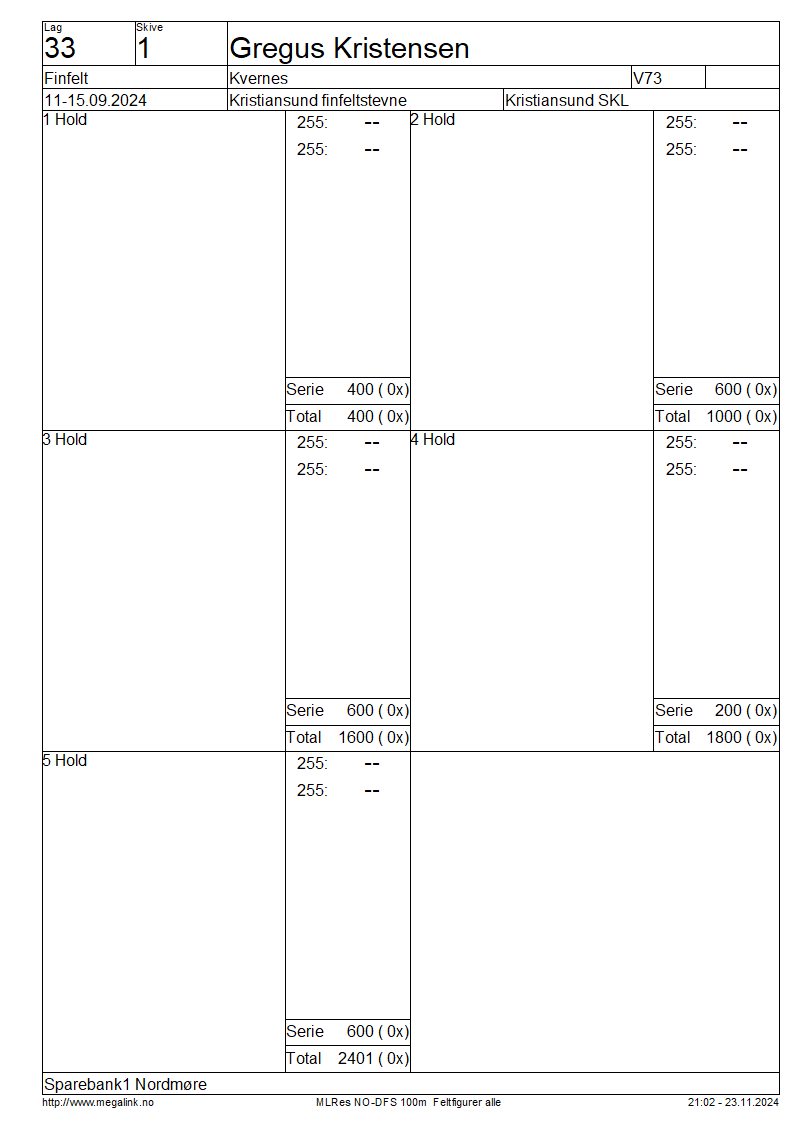 Lag Skive
33 1 Gregus Kristensen
Finfelt Kvernes V73
11-15.09.2024 Kristiansund finfeltstevne Kristiansund SKL
1 Hold 255: --
255: --
Serie 400 ( 0x)
Total 400 ( 0x)
2 Hold 255: --
255: --
Serie 600 ( 0x)
Total 1000 ( 0x)
3 Hold 255: --
255: --
Serie 600 ( 0x)
Total 1600 ( 0x)
4 Hold 255: --
255: --
Serie 200 ( 0x)
Total 1800 ( 0x)
5 Hold 255: --
255: --
Serie 600 ( 0x)
Total 2401 ( 0x)
Sparebank1 Nordmøre
http://www.megalink.no MLRes NO-DFS 100m Feltfigurer alle 21:02 - 23.11.2024